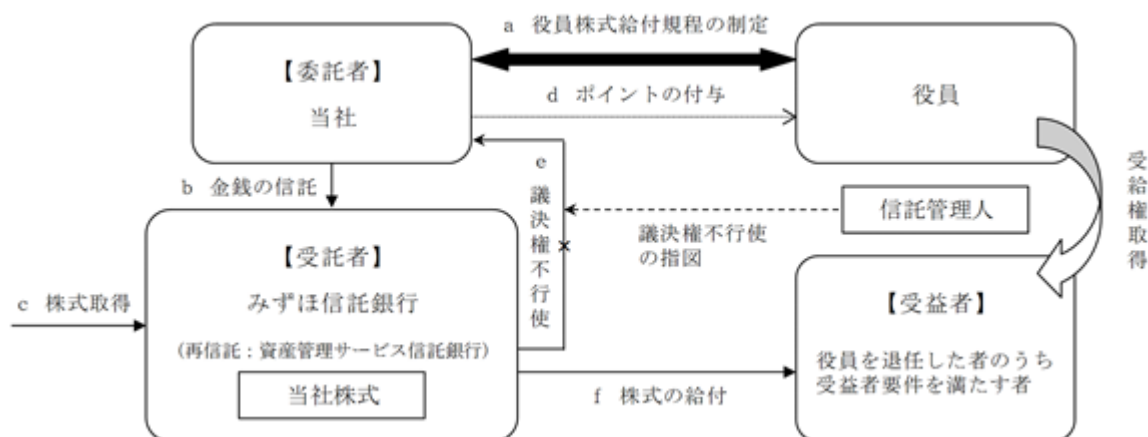 a 役員株式給付規程の制定
【委託者】
当社
役員
d ポイントの付与
b 金銭の信託
e 議決権不行使
受給権取得
信託管理人
議決権不行使
の指図
【受託者】
みずほ信託銀行
(再信託：資産管理サービス信託銀行)
当社株式
c 株式取得
【受益者】
役員を退任した者のうち
受益者要件を満たす者
f 株式の給付